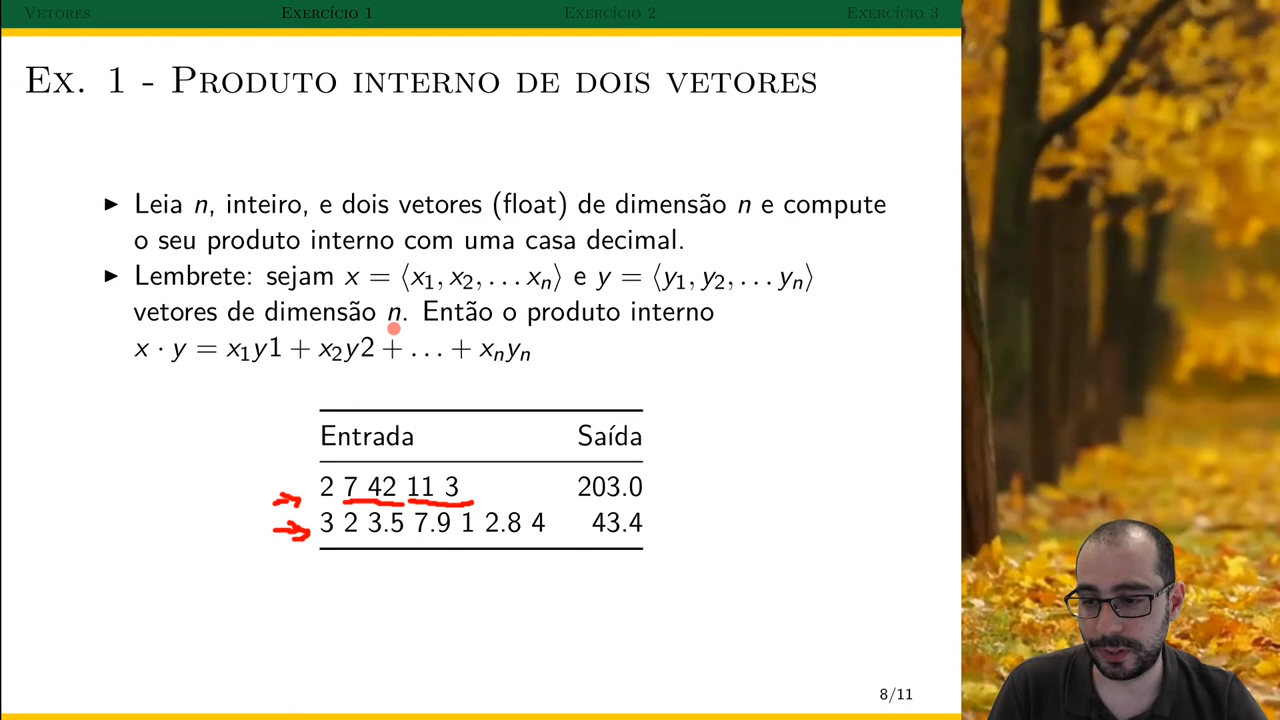 Vetores Exercício 1 Exercício 2 Exercício 3
Ex. 1 - Produto interno de dois vetores
▶ Leia n, inteiro, e dois vetores (float) de dimensão n e compute
o seu produto interno com uma casa decimal.
▶ Lembrete: sejam x = ⟨x₁, x₂, . . . xₙ⟩ e y = ⟨y₁, y₂, . . . yₙ⟩
vetores de dimensão n. Então o produto interno
x · y = x₁y1 + x₂y2 + . . . + xₙyₙ
Entrada Saída
2 7 42 11 3 203.0
3 2 3.5 7.9 1 2.8 4 43.4
8/11